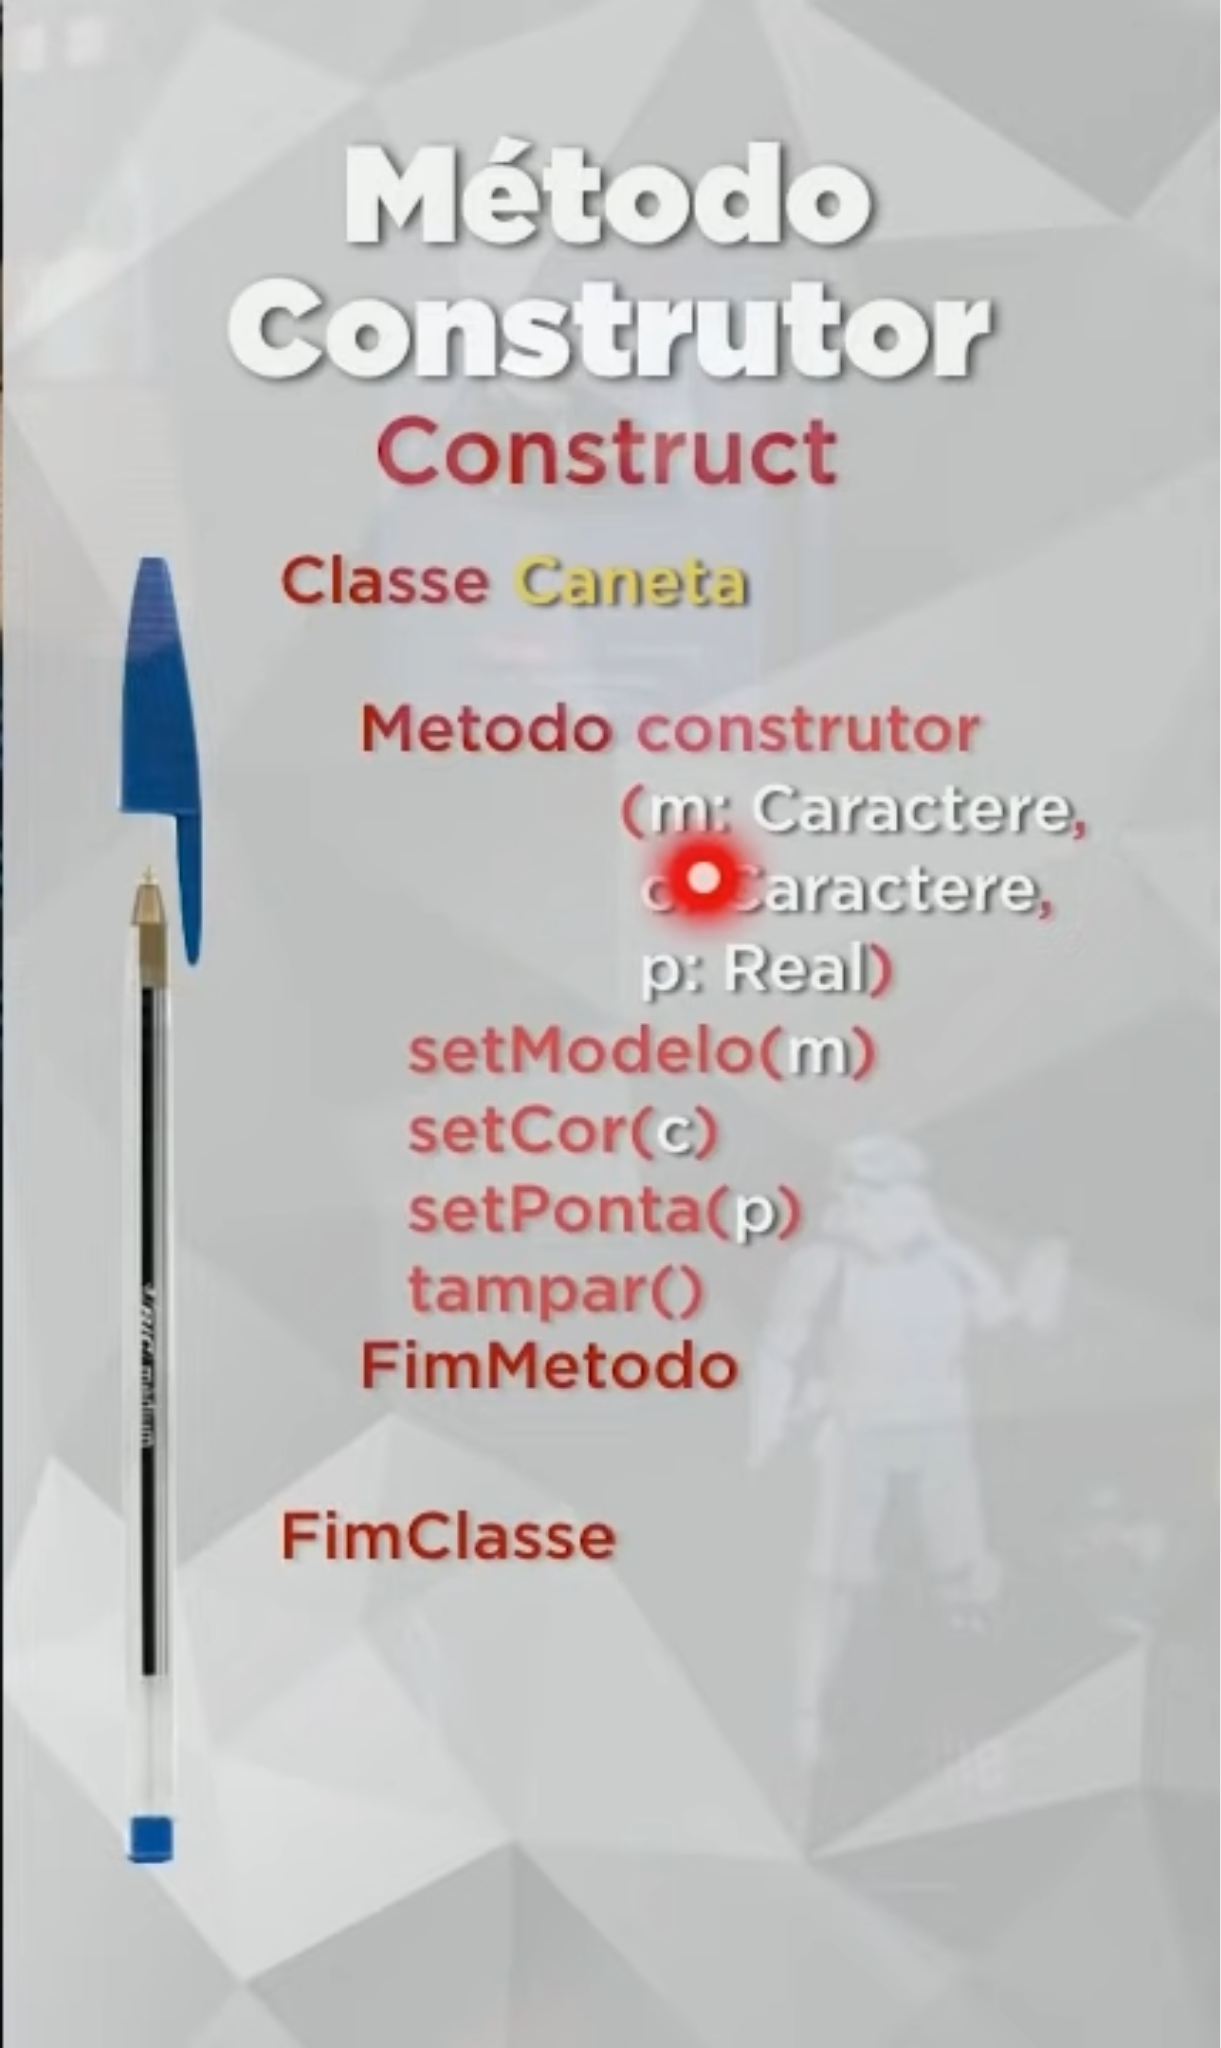 Método
Construtor
Construct
Classe Caneta
Metodo construtor
(m: Caractere,
c: Caractere,
p: Real)
setModelo(m)
setCor(c)
setPonta(p)
tampar()
FimMetodo
FimClasse